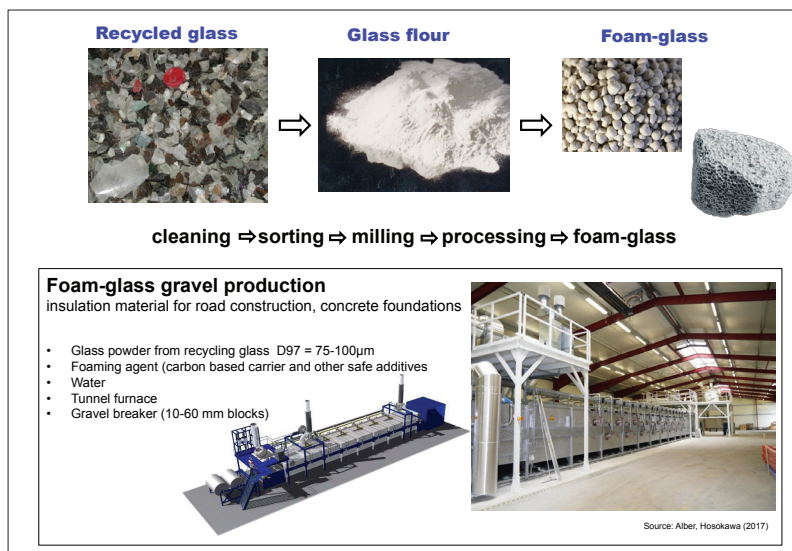 Recycled glass
Glass flour
Foam-glass
cleaning ⇨ sorting ⇨ milling ⇨ processing ⇨ foam-glass
Foam-glass gravel production
insulation material for road construction, concrete foundations
• Glass powder from recycling glass D97 = 75-100µm
• Foaming agent (carbon based carrier and other safe additives
• Water
• Tunnel furnace
• Gravel breaker (10-60 mm blocks)
Source: Alber, Hosokawa (2017)